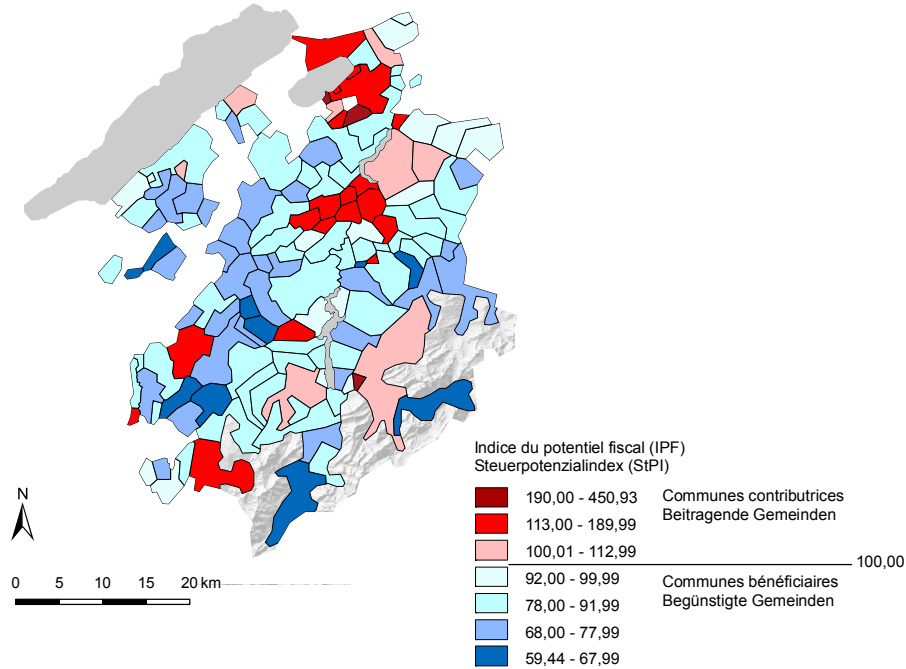 N
0 5 10 15 20 km
Indice du potentiel fiscal (IPF)
Steuerpotenzialindex (StPI)
190,00 - 450,93
113,00 - 189,99
100,01 - 112,99
Communes contributrices
Beitragende Gemeinden
100,00
92,00 - 99,99
78,00 - 91,99
68,00 - 77,99
59,44 - 67,99
Communes bénéficiaires
Begünstigte Gemeinden